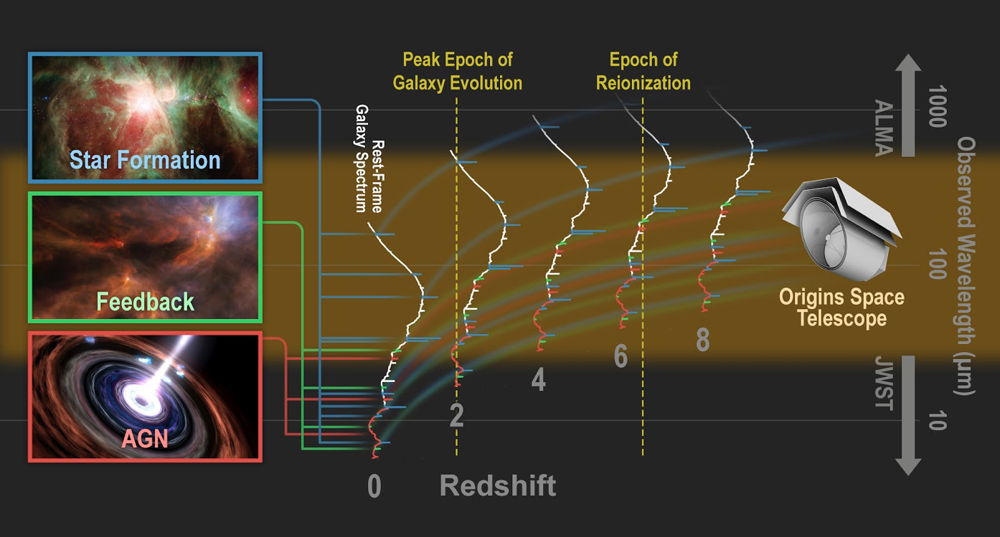 Peak Epoch of
Galaxy Evolution
Epoch of
Reionization
Star Formation
Feedback
AGN
Rest-Frame
Galaxy Spectrum
0
2
4
6
8
Redshift
Origins Space
Telescope
ALMA
JWST
1000
100
10
Observed Wavelength (μm)